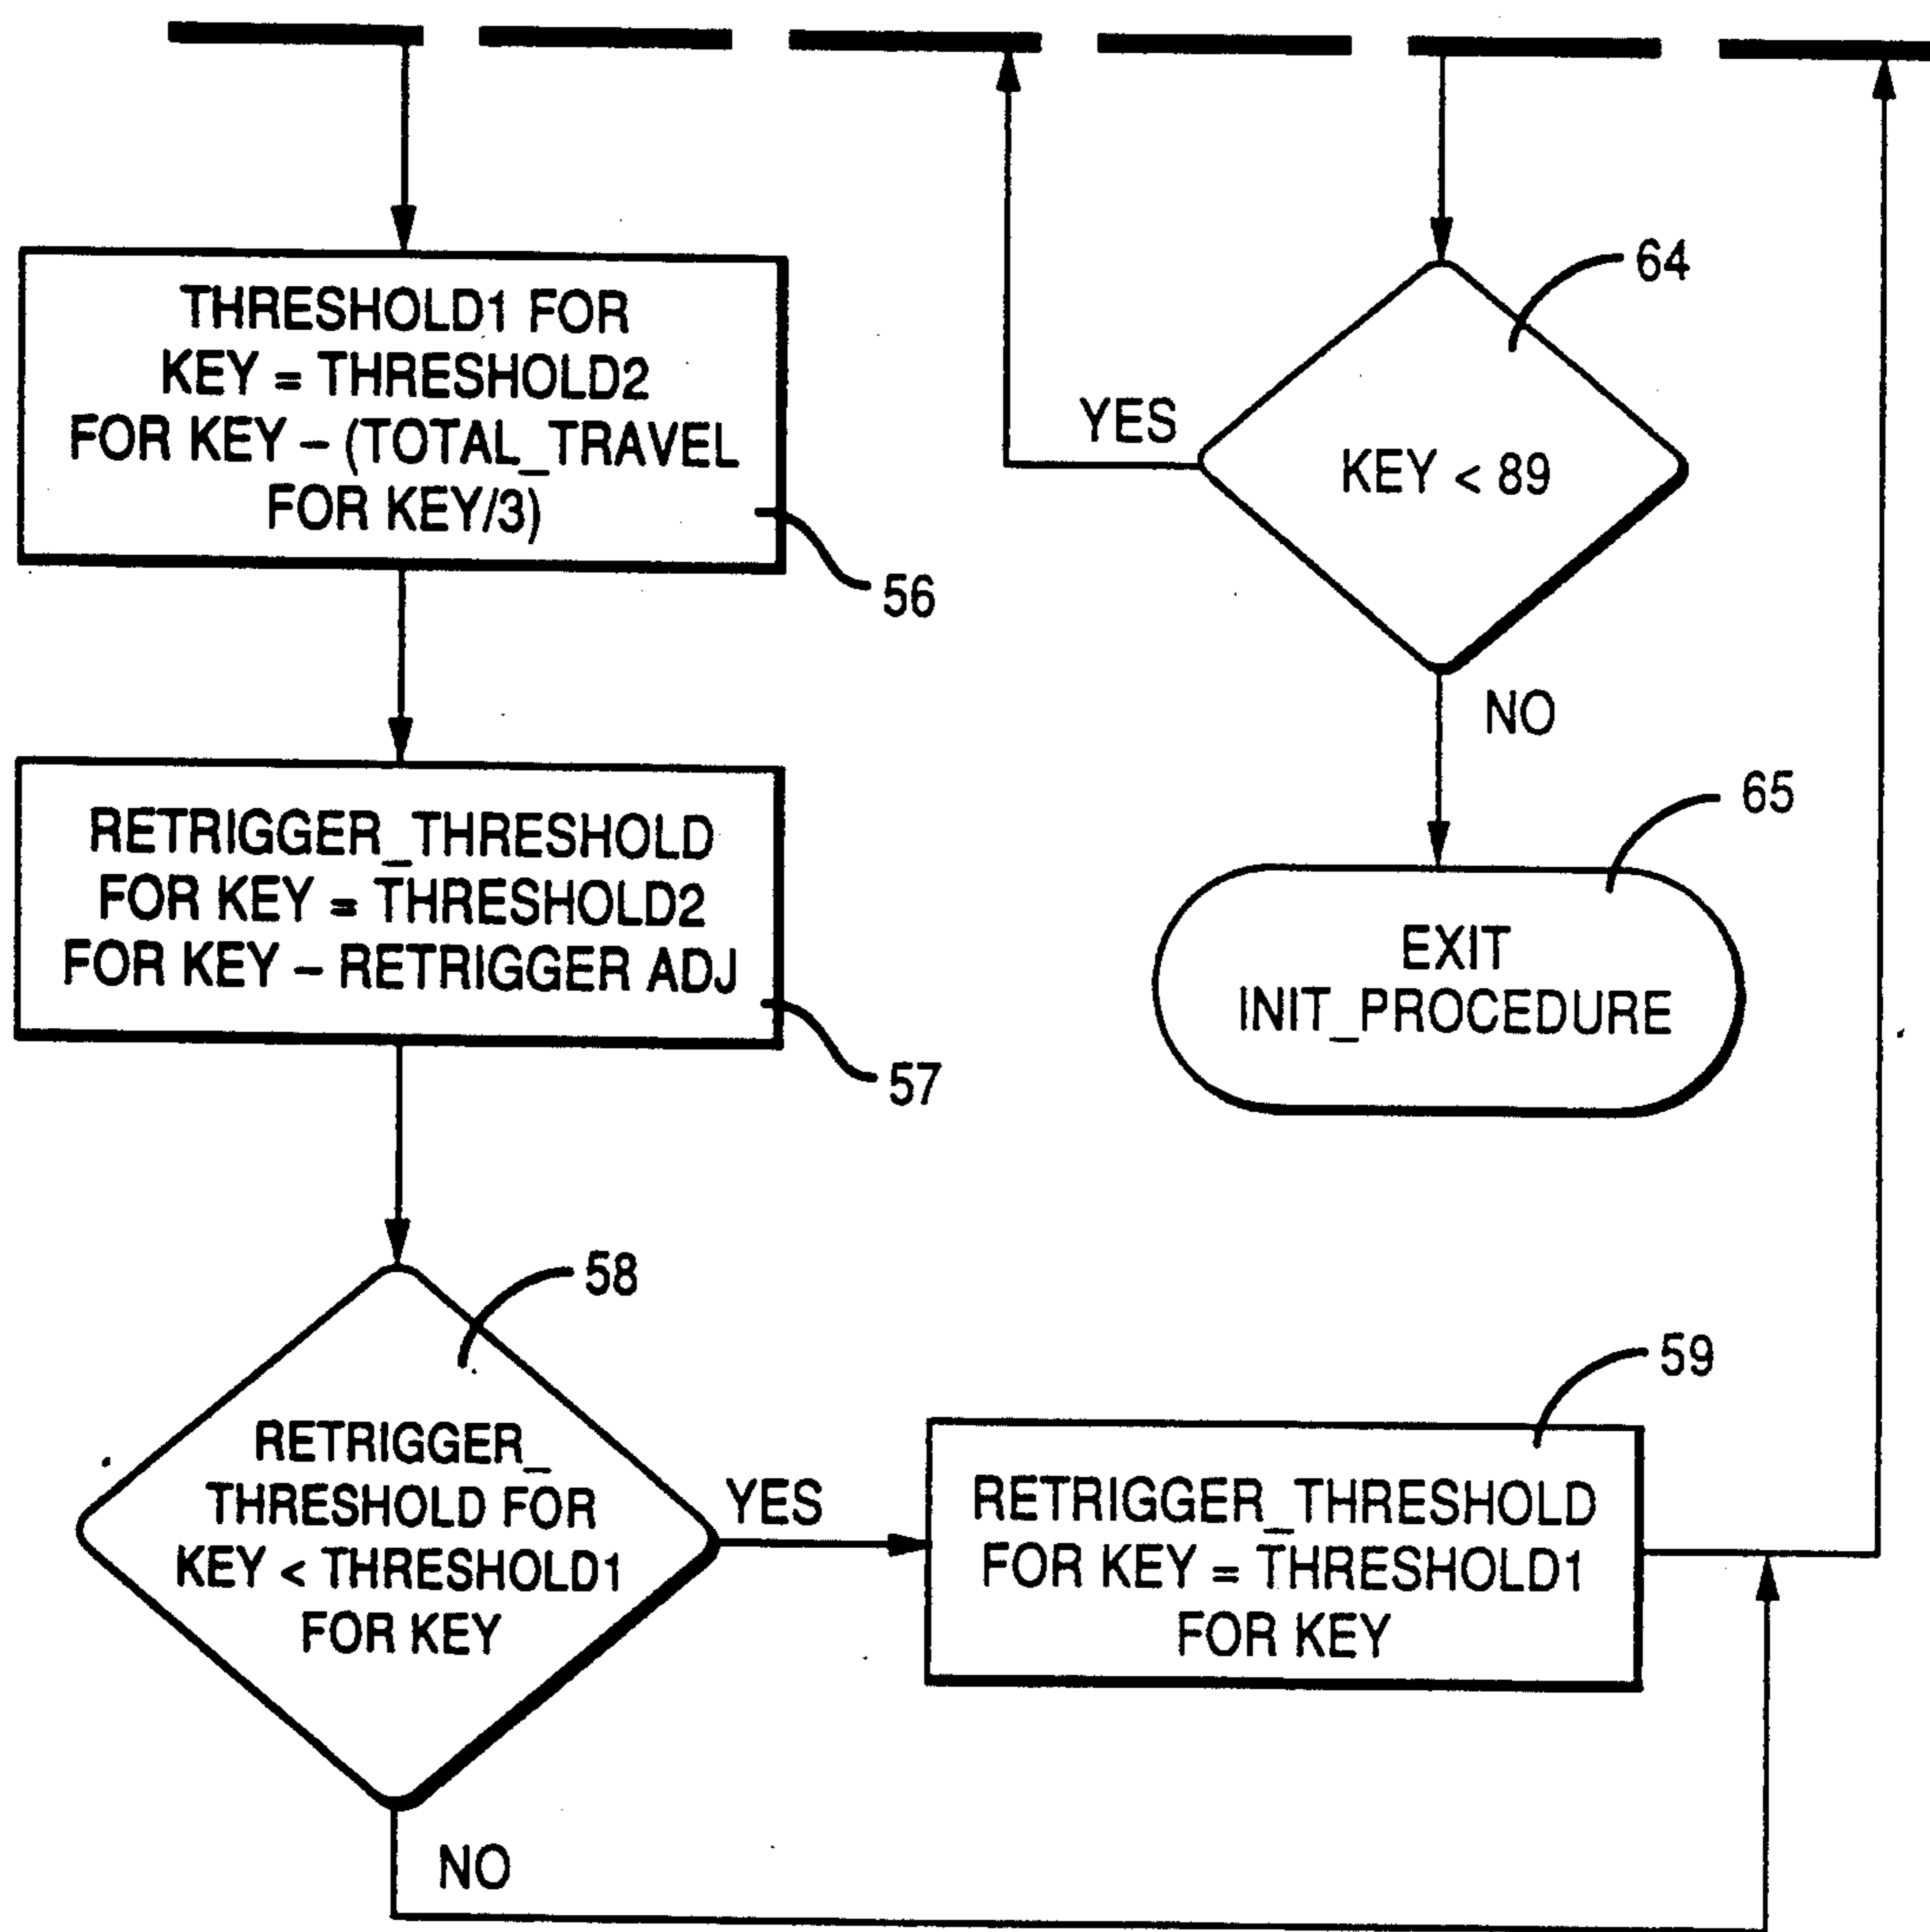 THRESHOLD1 FOR
KEY = THRESHOLD2
FOR KEY – (TOTAL_TRAVEL
FOR KEY/3)
56
RETRIGGER_THRESHOLD
FOR KEY = THRESHOLD2
FOR KEY – RETRIGGER ADJ
57
58
RETRIGGER_
THRESHOLD FOR
KEY < THRESHOLD1
FOR KEY
YES
NO
59
RETRIGGER_THRESHOLD
FOR KEY = THRESHOLD1
FOR KEY
64
YES
KEY < 89
NO
65
EXIT
INIT_PROCEDURE